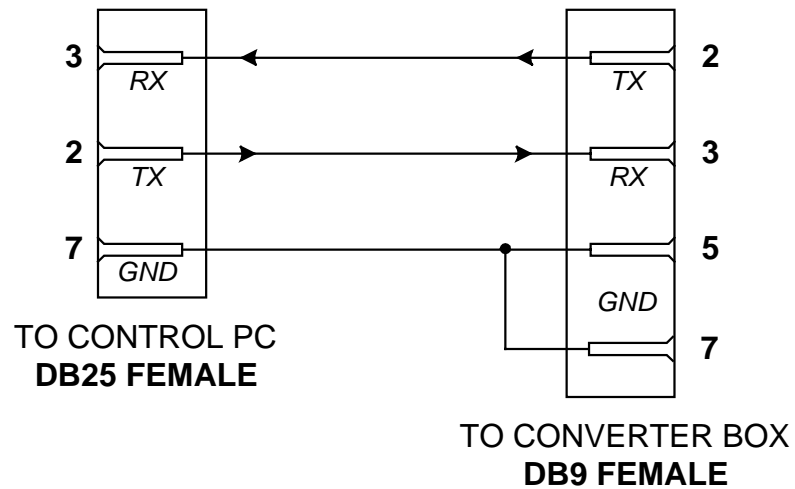 3 RX TX 2
2 TX RX 3
7 GND 5
GND
7
TO CONTROL PC
DB25 FEMALE
TO CONVERTER BOX
DB9 FEMALE